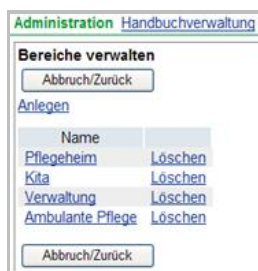 Administration Handbuchverwaltung
Bereiche verwalten
Abbruch/Zurück
Anlegen
Name
Pflegeheim Löschen
Kita Löschen
Verwaltung Löschen
Ambulante Pflege Löschen
Abbruch/Zurück